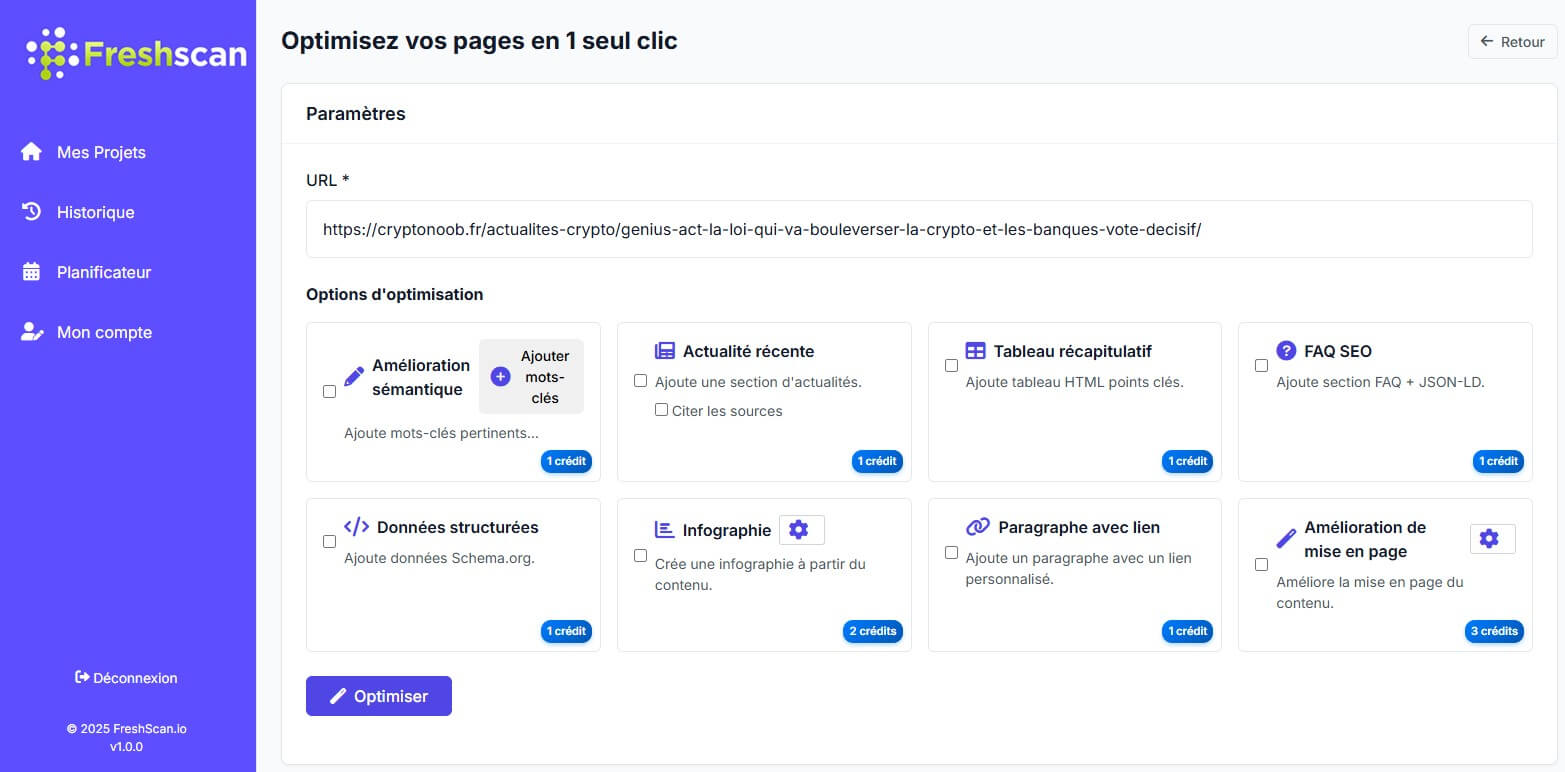 Freshscan
Mes Projets
Historique
Planificateur
Mon compte
Déconnexion
© 2025 FreshScan.io
v1.0.0
Optimisez vos pages en 1 seul clic
Retour
Paramètres
URL *
https://cryptonoob.fr/actualites-crypto/genius-act-la-loi-qui-va-bouleverser-la-crypto-et-les-banques-vote-decisif/
Options d'optimisation
Amélioration
sémantique
Ajouter
mots-
clés
Ajoute mots-clés pertinents...
1 crédit
Actualité récente
Ajoute une section d'actualités.
Citer les sources
1 crédit
Tableau récapitulatif
Ajoute tableau HTML points clés.
1 crédit
FAQ SEO
Ajoute section FAQ + JSON-LD.
1 crédit
Données structurées
Ajoute données Schema.org.
1 crédit
Infographie
Crée une infographie à partir du
contenu.
2 crédits
Paragraphe avec lien
Ajoute un paragraphe avec un lien
personnalisé.
1 crédit
Amélioration de
mise en page
Améliore la mise en page du
contenu.
3 crédits
Optimiser